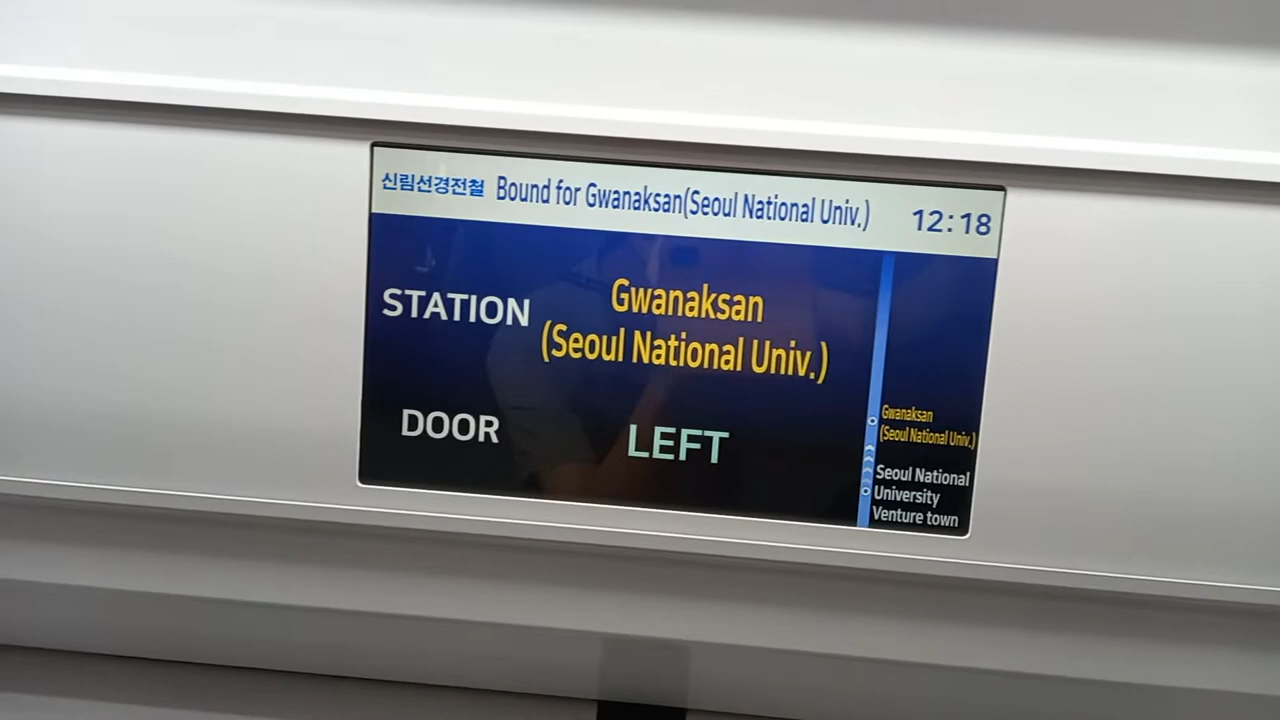 신림선경전철 Bound for Gwanaksan(Seoul National Univ.) 12:18
STATION
Gwanaksan
(Seoul National Univ.)
DOOR LEFT
Gwanaksan
(Seoul National Univ.)
Seoul National
University
Venture town